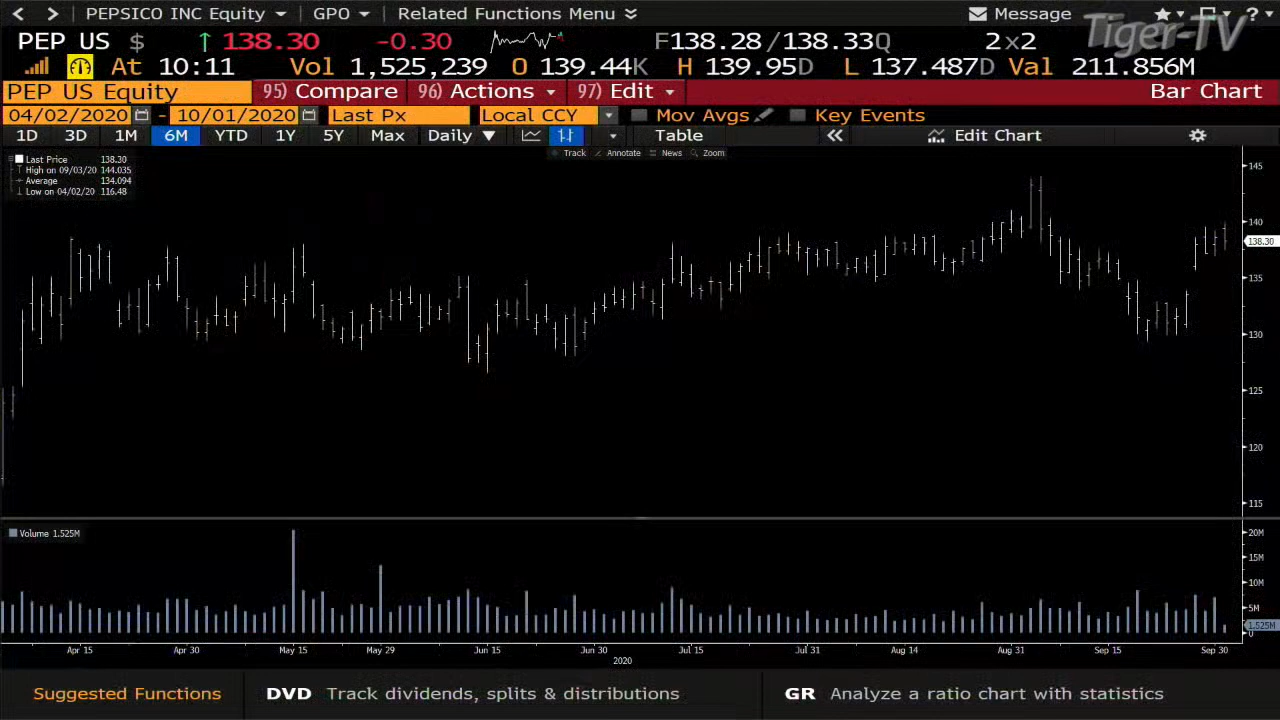 PEPSICO INC Equity GPO Related Functions Menu Message ?
PEP US $ 138.30 -0.30 F138.28/138.33Q 2x2 Tiger-TV
At 10:11 Vol 1,525,239 O 139.44K H 139.95D L 137.487D Val 211.856M
PEP US Equity 95) Compare 96) Actions 97) Edit Bar Chart
04/02/2020 - 10/01/2020 Last Px Local CCY Mov Avgs Key Events
1D 3D 1M 6M YTD 1Y 5Y Max Daily Table Edit Chart
Track Annotate News Zoom
Last Price 138.30
High on 09/03/20 144.035
Average 134.094
Low on 04/02/20 116.48
145
140
138.30
135
130
125
120
115
Volume 1.525M
20M
15M
10M
5M
1.525M
0
Apr 15 Apr 30 May 15 May 29 Jun 15 Jun 30 Jul 15 Jul 31 Aug 14 Aug 31 Sep 15 Sep 30
2020
Suggested Functions DVD Track dividends, splits & distributions GR Analyze a ratio chart with statistics